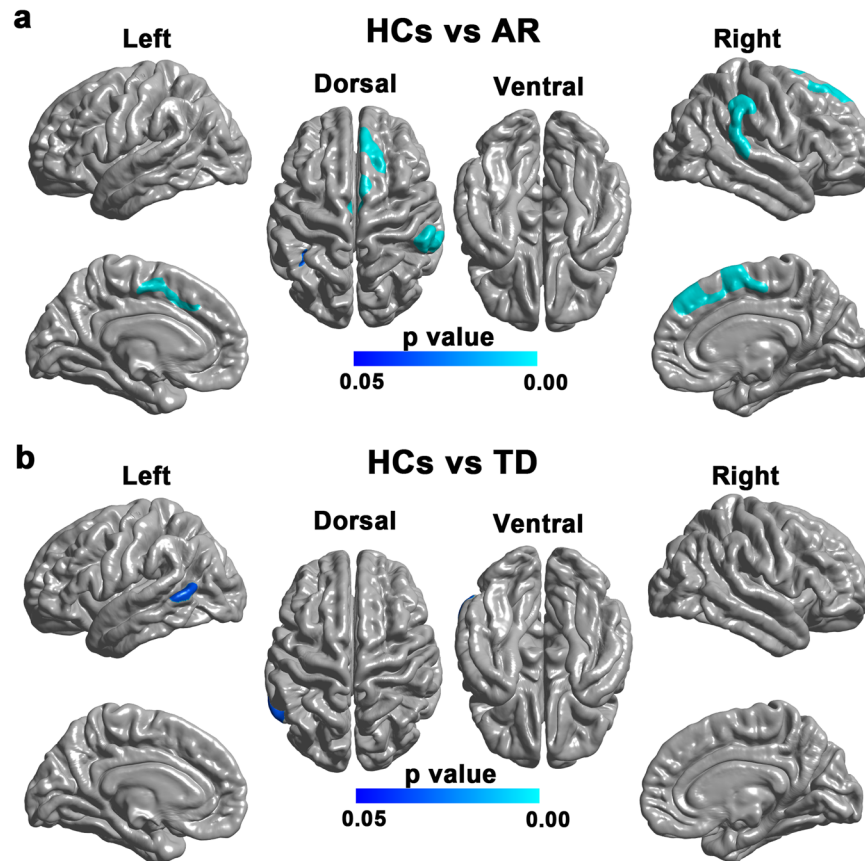 a
HCs vs AR
Left
Right
Dorsal
Ventral
p value
0.05
0.00
b
HCs vs TD
Left
Right
Dorsal
Ventral
p value
0.05
0.00